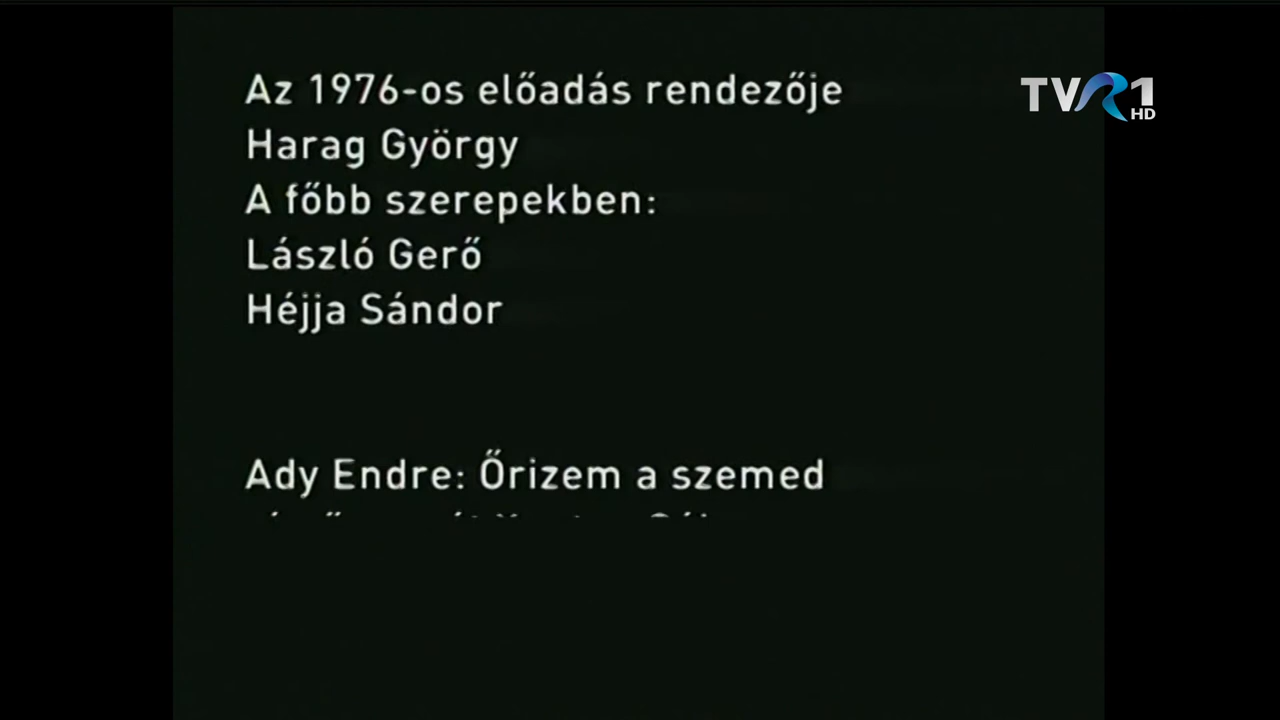 Az 1976-os előadás rendezője
Harag György
A főbb szerepekben:
László Gerő
Héjja Sándor
Ady Endre: Őrizem a szemed
TVR1
HD